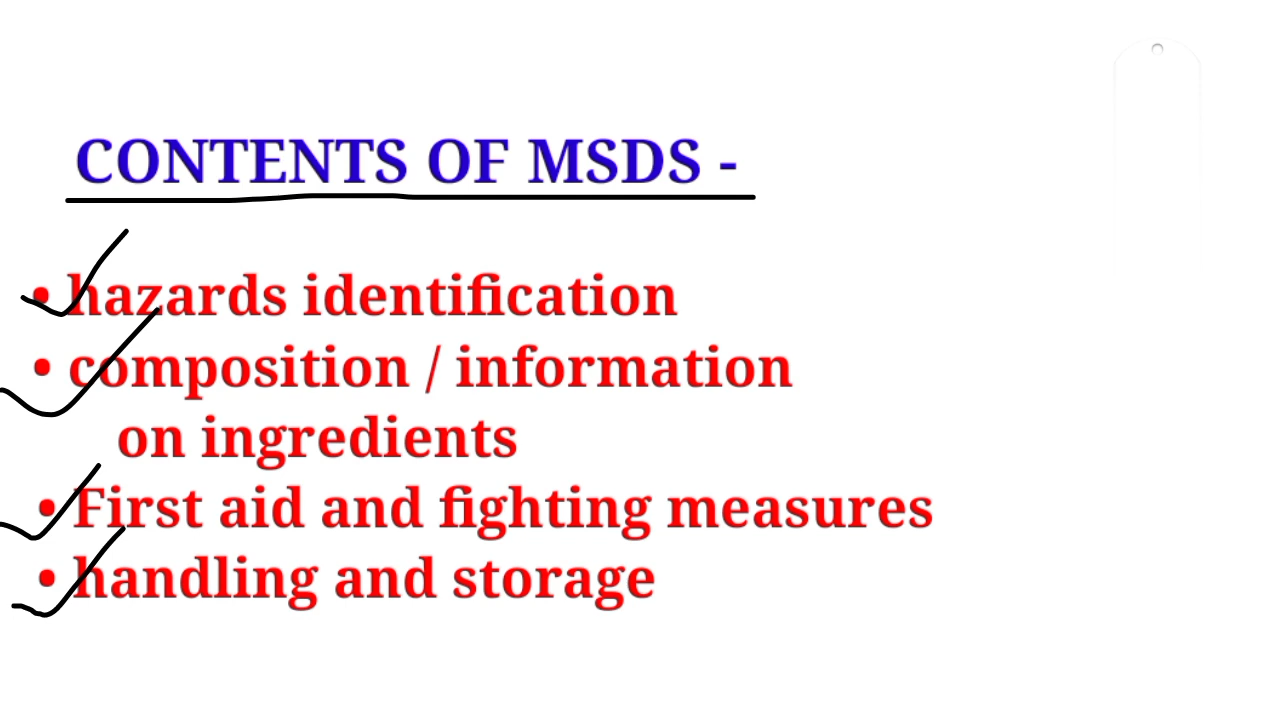 CONTENTS OF MSDS -
• hazards identification
• composition / information
on ingredients
• First aid and fighting measures
• handling and storage